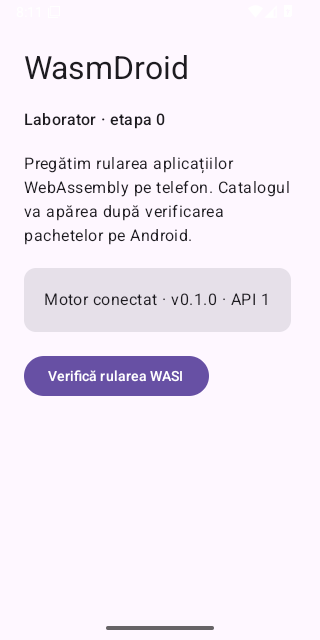 WasmDroid
Laborator · etapa 0
Pregătim rularea aplicațiilor
WebAssembly pe telefon. Catalogul
va apărea după verificarea
pachetelor pe Android.
Motor conectat · v0.1.0 · API 1
Verifică rularea WASI